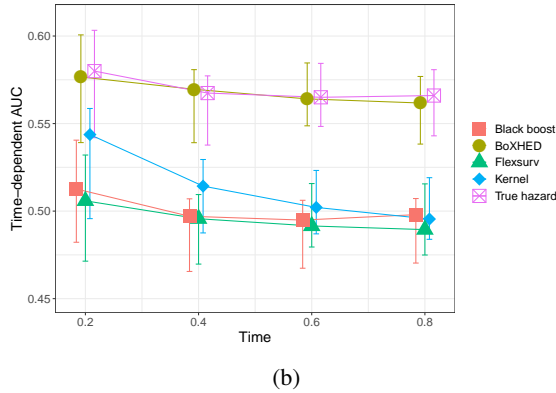 0.60
0.55
0.50
0.45
Time−dependent AUC
0.2 0.4 0.6 0.8
Time
Black boost
BoXHED
Flexsurv
Kernel
True hazard
(b)